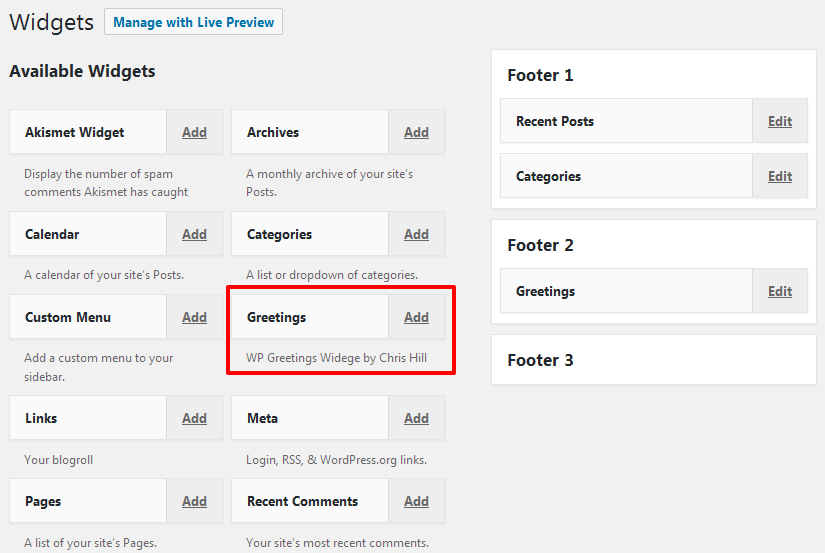 Widgets Manage with Live Preview
Available Widgets
Akismet Widget Add
Display the number of spam
comments Akismet has caught
Archives Add
A monthly archive of your site's
Posts.
Calendar Add
A calendar of your site's Posts.
Categories Add
A list or dropdown of categories.
Custom Menu Add
Add a custom menu to your
sidebar.
Greetings Add
WP Greetings Widege by Chris Hill
Links Add
Your blogroll
Meta Add
Login, RSS, & WordPress.org links.
Pages Add
A list of your site's Pages.
Recent Comments Add
Your site's most recent comments.
Footer 1
Recent Posts Edit
Categories Edit
Footer 2
Greetings Edit
Footer 3